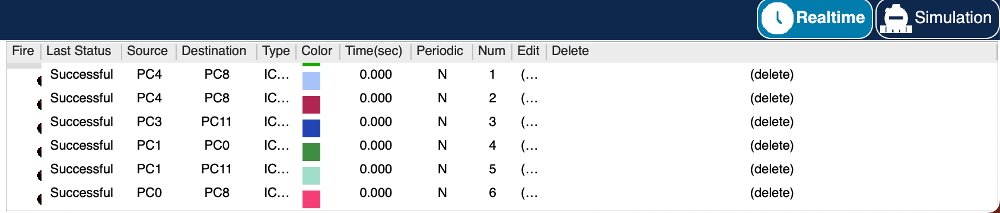 Realtime Simulation
Fire Last Status Source Destination Type Color Time(sec) Periodic Num Edit Delete
Successful PC4 PC8 IC... 0.000 N 1 (... (delete)
Successful PC4 PC8 IC... 0.000 N 2 (... (delete)
Successful PC3 PC11 IC... 0.000 N 3 (... (delete)
Successful PC1 PC0 IC... 0.000 N 4 (... (delete)
Successful PC1 PC11 IC... 0.000 N 5 (... (delete)
Successful PC0 PC8 IC... 0.000 N 6 (... (delete)